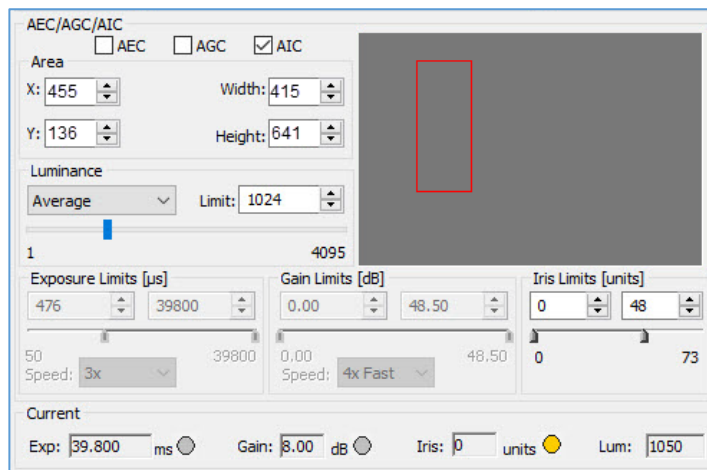 AEC/AGC/AIC
AEC AGC AIC
Area
X: 455 Width: 415
Y: 136 Height: 641
Luminance
Average Limit: 1024
1 4095
Exposure Limits [µs] Gain Limits [dB] Iris Limits [units]
476 39800 0.00 48.50 0 48
50 39800 0.00 48.50 0 73
Speed: 3x Speed: 4x Fast
Current
Exp: 39.800 ms Gain: 8.00 dB Iris: 0 units Lum: 1050